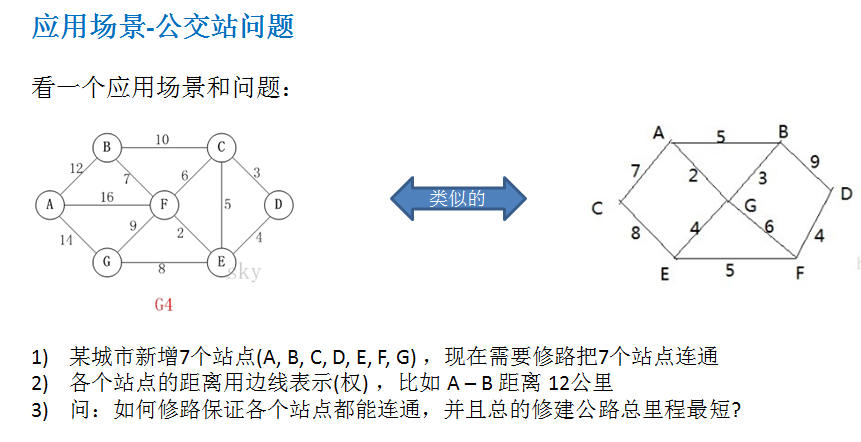 应用场景-公交站问题
看一个应用场景和问题：
B 10 C
12 7 6 3
A 16 F 5 D
14 9 2 4
G 8 E
sky
G4
类似的
A 5 B
7 2 3 9
C G D
8 4 6 4
E 5 F
1) 某城市新增7个站点(A, B, C, D, E, F, G) ，现在需要修路把7个站点连通
2) 各个站点的距离用边线表示(权) ，比如 A – B 距离 12公里
3) 问：如何修路保证各个站点都能连通，并且总的修建公路总里程最短?